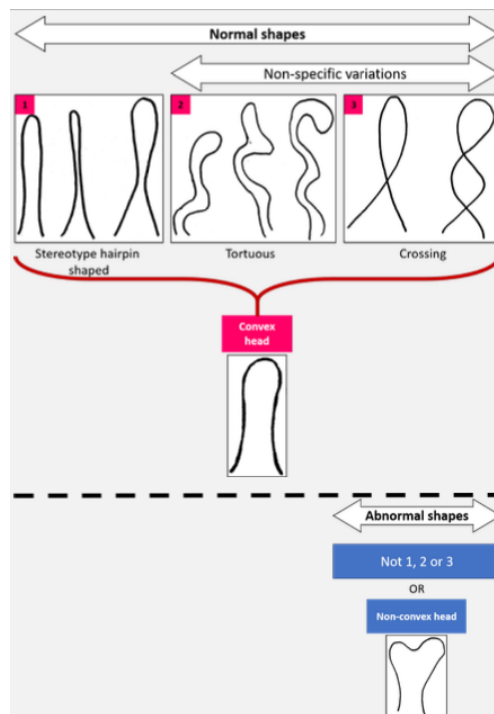 Normal shapes
Non-specific variations
1
2
3
Stereotype hairpin
shaped
Tortuous
Crossing
Convex
head
Abnormal shapes
Not 1, 2 or 3
OR
Non-convex head